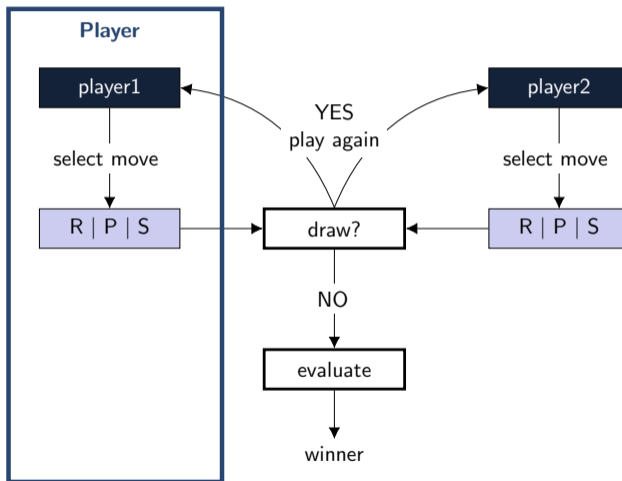 Player
player1
player2
YES
play again
select move
select move
R | P | S
draw?
R | P | S
NO
evaluate
winner